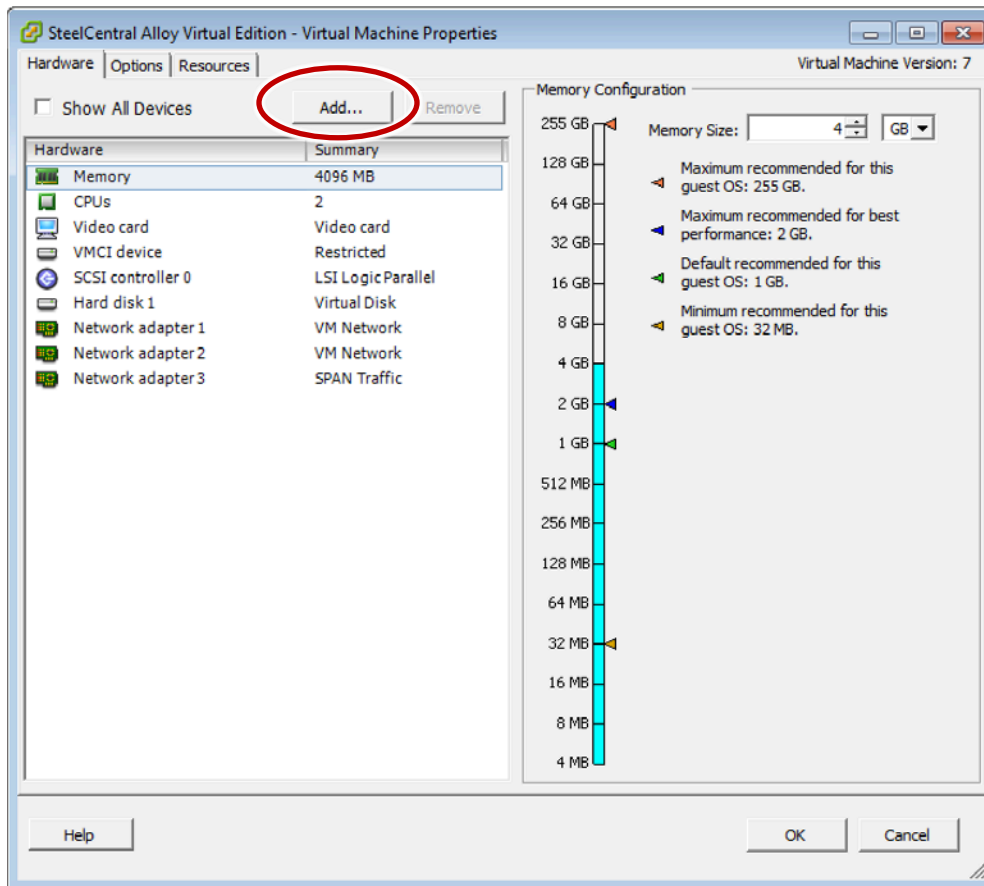 SteelCentral Alloy Virtual Edition - Virtual Machine Properties
Hardware Options Resources Virtual Machine Version: 7
Show All Devices Add... Remove
Hardware Summary
Memory 4096 MB
CPUs 2
Video card Video card
VMCI device Restricted
SCSI controller 0 LSI Logic Parallel
Hard disk 1 Virtual Disk
Network adapter 1 VM Network
Network adapter 2 VM Network
Network adapter 3 SPAN Traffic
Memory Configuration
255 GB
128 GB
64 GB
32 GB
16 GB
8 GB
4 GB
2 GB
1 GB
512 MB
256 MB
128 MB
64 MB
32 MB
16 MB
8 MB
4 MB
Memory Size: 4 GB
Maximum recommended for this
guest OS: 255 GB.
Maximum recommended for best
performance: 2 GB.
Default recommended for this
guest OS: 1 GB.
Minimum recommended for this
guest OS: 32 MB.
Help OK Cancel